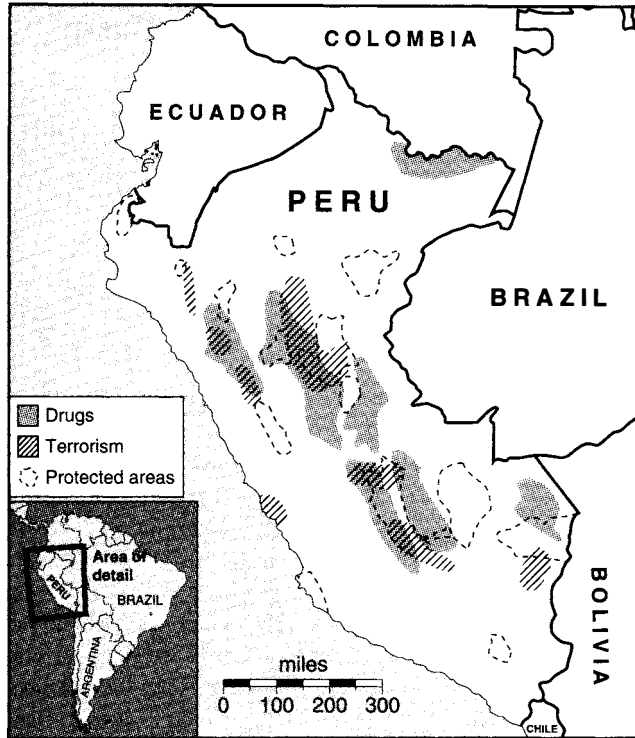 COLOMBIA
ECUADOR
PERU
BRAZIL
Drugs
Terrorism
Protected areas
Area of
detail
PERU
BRAZIL
ARGENTINA
BOLIVIA
miles
0 50 100 200 300
CHILE